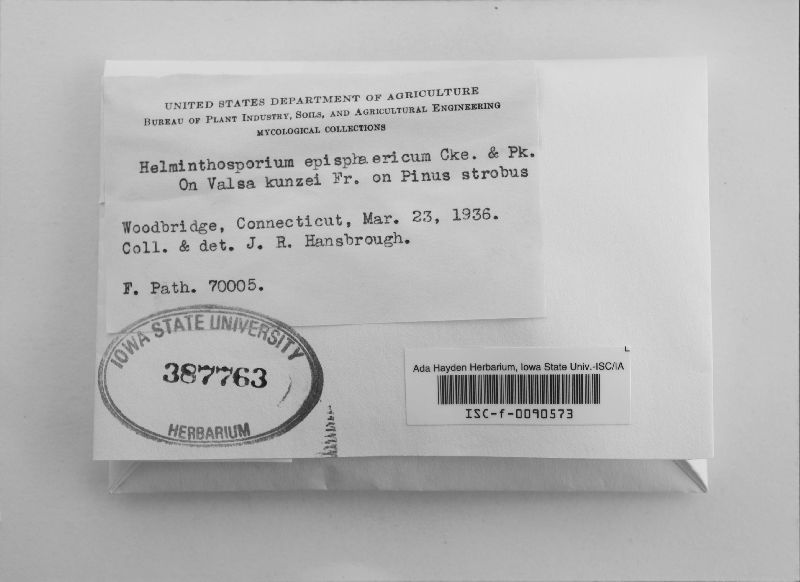 UNITED STATES DEPARTMENT OF AGRICULTURE
BUREAU OF PLANT INDUSTRY, SOILS, AND AGRICULTURAL ENGINEERING
MYCOLOGICAL COLLECTIONS
Helminthosporium episphaericum Cke. & Pk.
On Valsa kunzei Fr. on Pinus strobus
Woodbridge, Connecticut, Mar. 23, 1936.
Coll. & det. J. R. Hansbrough.
F. Path. 70005.
IOWA STATE UNIVERSITY
387763
HERBARIUM
L
Ada Hayden Herbarium, Iowa State Univ.-ISC/IA
ISC-f-0090573